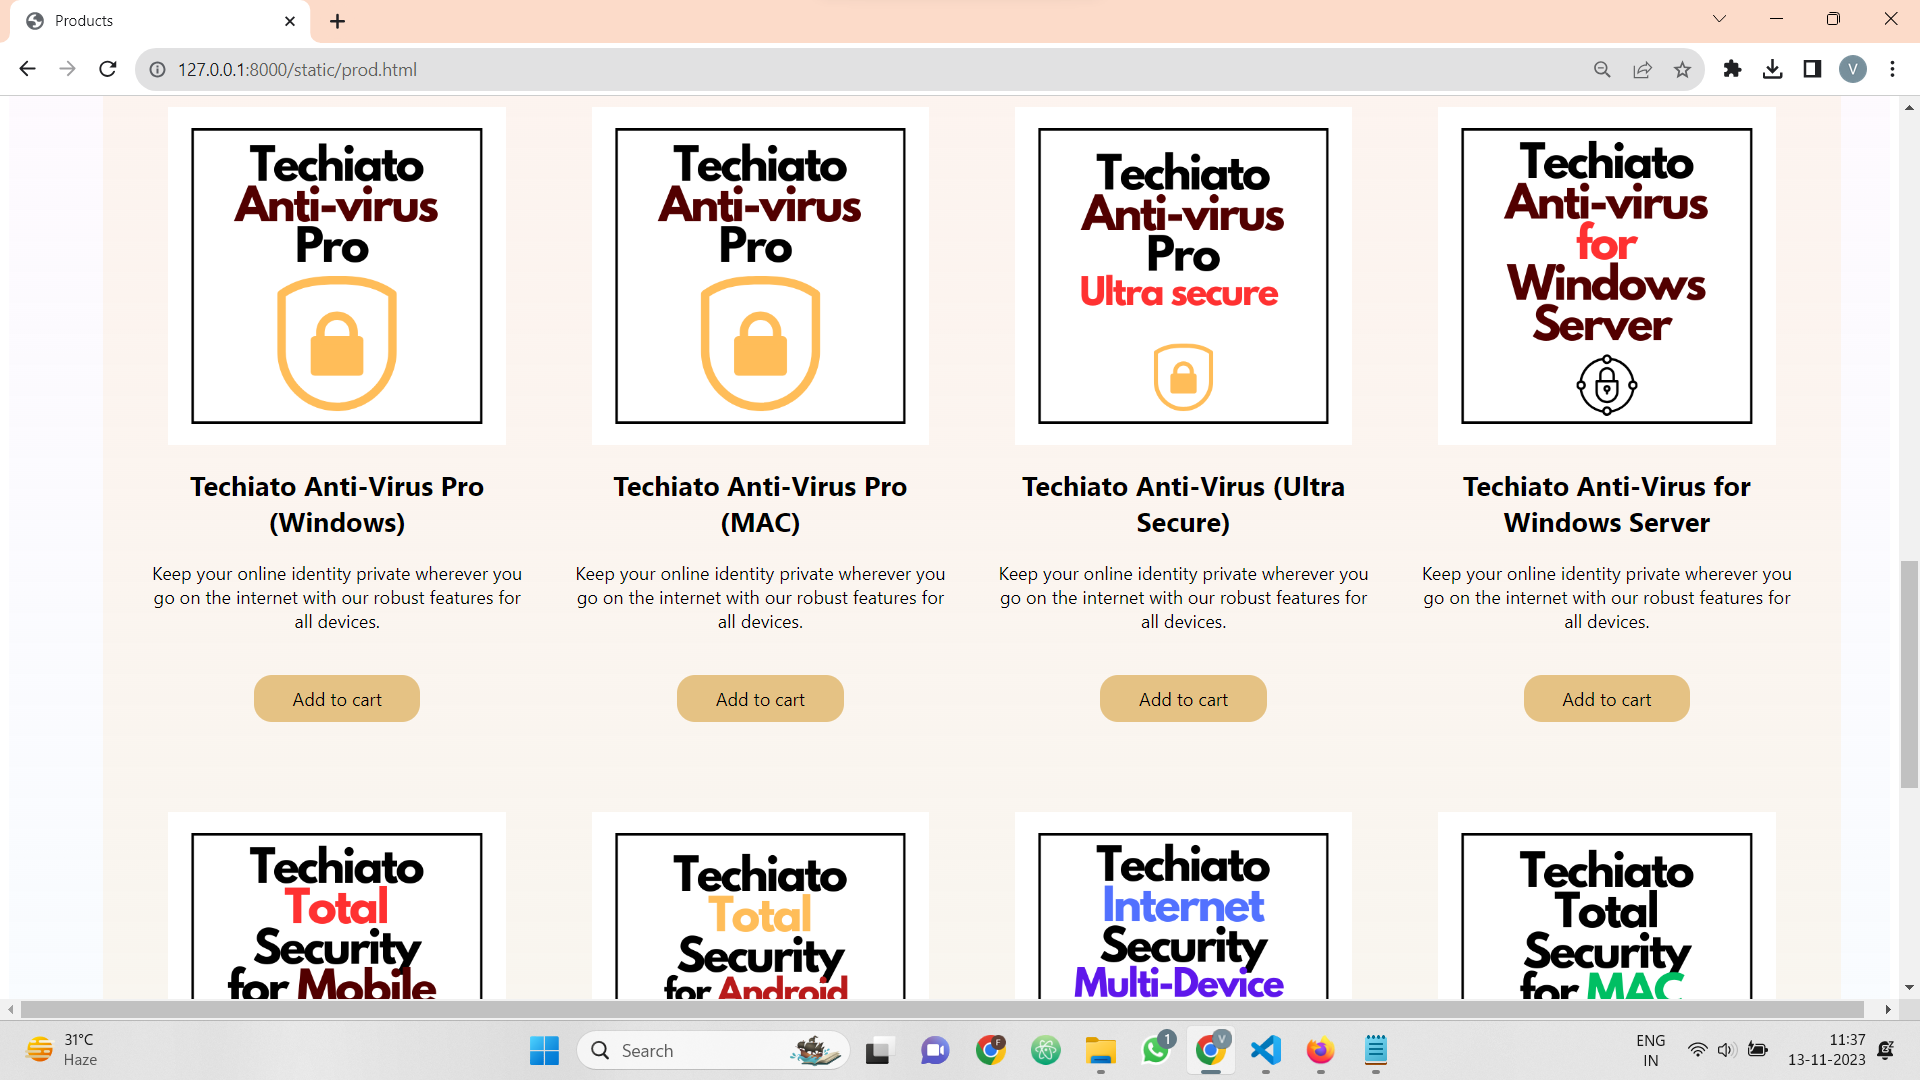 Products
127.0.0.1:8000/static/prod.html
V
Techiato
Anti-virus
Pro
Techiato
Anti-virus
Pro
Techiato
Anti-virus
Pro
Ultra secure
Techiato
Anti-virus
for
Windows
Server
Techiato Anti-Virus Pro
(Windows)
Techiato Anti-Virus Pro
(MAC)
Techiato Anti-Virus (Ultra
Secure)
Techiato Anti-Virus for
Windows Server
Keep your online identity private wherever you
go on the internet with our robust features for
all devices.
Keep your online identity private wherever you
go on the internet with our robust features for
all devices.
Keep your online identity private wherever you
go on the internet with our robust features for
all devices.
Keep your online identity private wherever you
go on the internet with our robust features for
all devices.
Add to cart
Add to cart
Add to cart
Add to cart
Techiato
Total
Security
for Mobile
Techiato
Total
Security
for Android
Techiato
Internet
Security
Multi-Device
Techiato
Total
Security
for MAC
31°C
Haze
Search
F
1
V
ENG
IN
11:37
13-11-2023